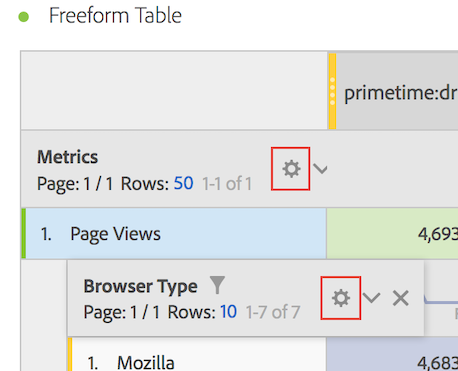 Freeform Table
primetime:dr
Metrics
Page: 1 / 1 Rows: 50 1-1 of 1
1. Page Views 4,693
Browser Type
Page: 1 / 1 Rows: 10 1-7 of 7
1. Mozilla 4,683